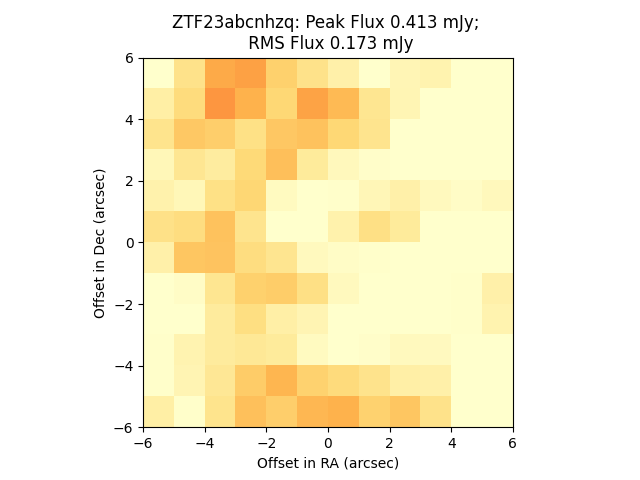 ZTF23abcnhzq: Peak Flux 0.413 mJy;
RMS Flux 0.173 mJy
6
4
2
0
−2
−4
−6
Offset in Dec (arcsec)
−6 −4 −2 0 2 4 6
Offset in RA (arcsec)